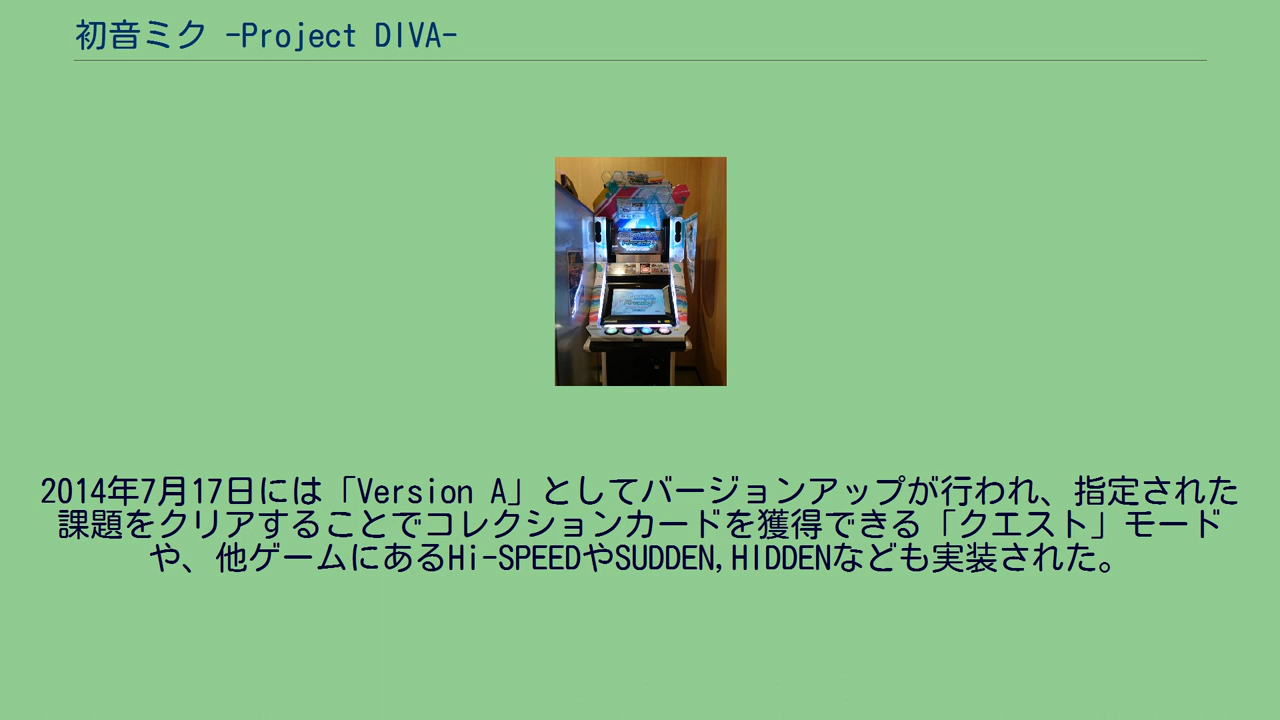 初音ミク -Project DIVA-
2014年7月17日には「Version A」としてバージョンアップが行われ、指定された
課題をクリアすることでコレクションカードを獲得できる「クエスト」モード
や、他ゲームにあるHi-SPEEDやSUDDEN,HIDDENなども実装された。